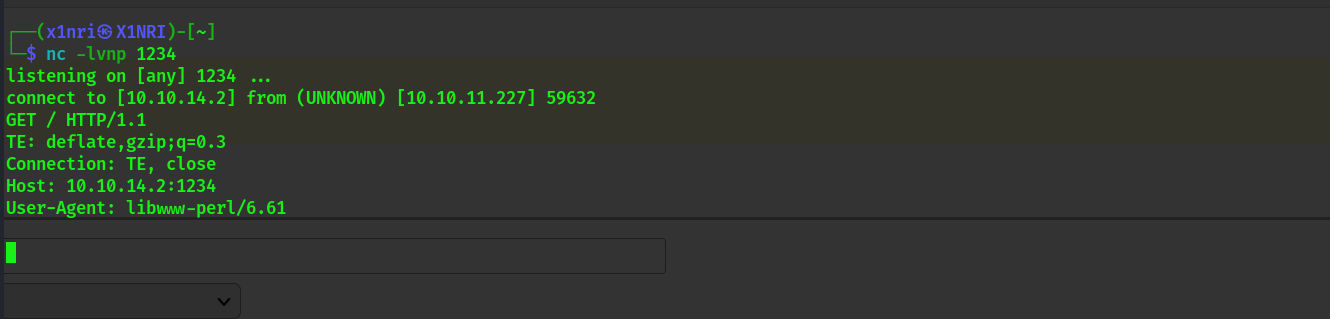 ┌──(x1nri㉿X1NRI)-[~]
└─$ nc -lvnp 1234
listening on [any] 1234 ...
connect to [10.10.14.2] from (UNKNOWN) [10.10.11.227] 59632
GET / HTTP/1.1
TE: deflate,gzip;q=0.3
Connection: TE, close
Host: 10.10.14.2:1234
User-Agent: libwww-perl/6.61